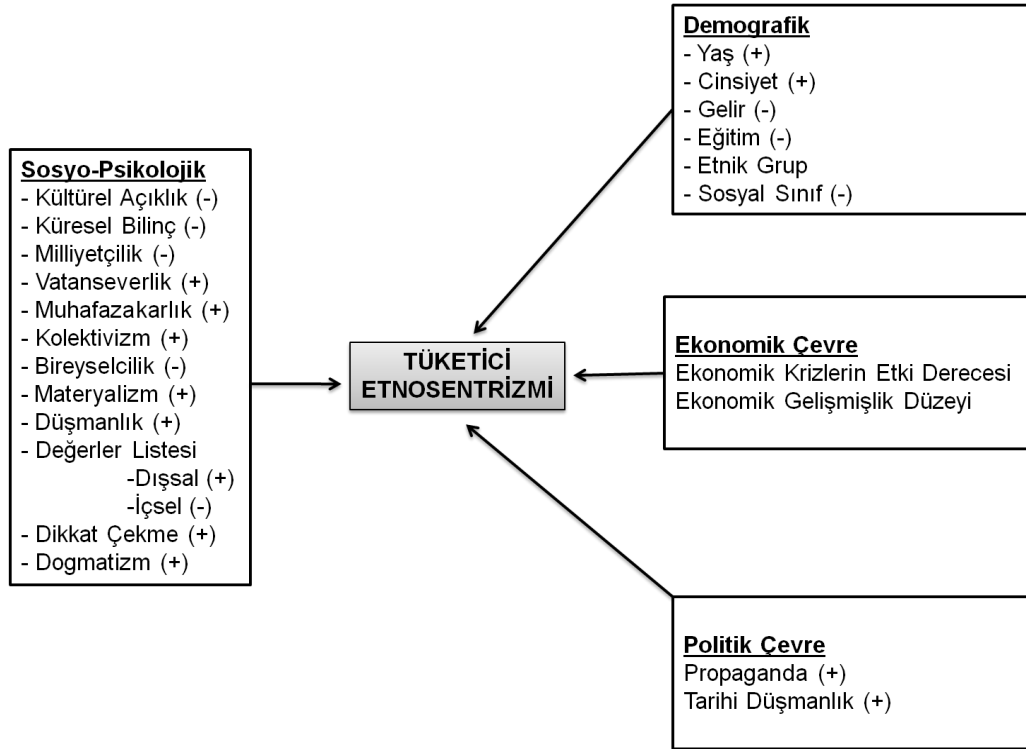 Demografik
- Yaş (+)
- Cinsiyet (+)
- Gelir (-)
- Eğitim (-)
- Etnik Grup
- Sosyal Sınıf (-)
Sosyo-Psikolojik
- Kültürel Açıklık (-)
- Küresel Bilinç (-)
- Milliyetçilik (-)
- Vatanseverlik (+)
- Muhafazakarlık (+)
- Kolektivizm (+)
- Bireyselcilik (-)
- Materyalizm (+)
- Düşmanlık (+)
- Değerler Listesi
-Dışsal (+)
-İçsel (-)
- Dikkat Çekme (+)
- Dogmatizm (+)
TÜKETİCİ
ETNOSENTRİZMİ
Ekonomik Çevre
Ekonomik Krizlerin Etki Derecesi
Ekonomik Gelişmişlik Düzeyi
Politik Çevre
Propaganda (+)
Tarihi Düşmanlık (+)